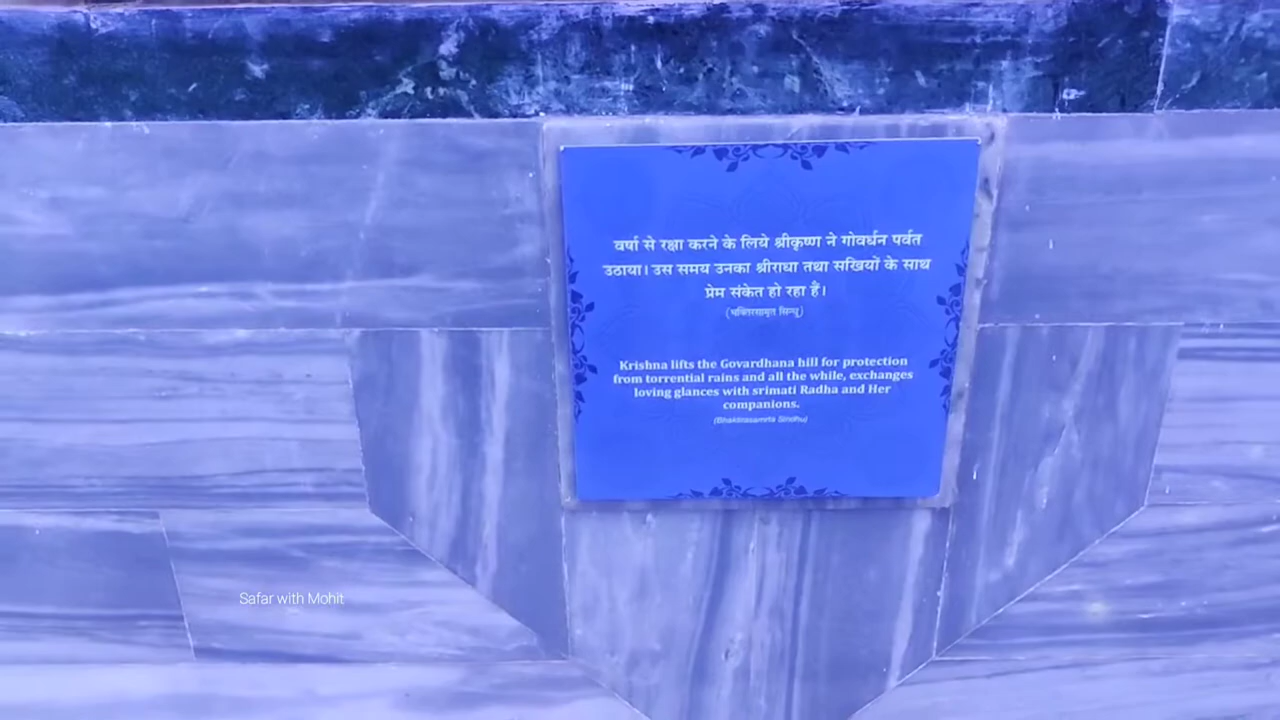 वर्षा से रक्षा करने के लिये श्रीकृष्ण ने गोवर्धन पर्वत
उठाया। उस समय उनका श्रीराधा तथा सखियों के साथ
प्रेम संकेत हो रहा हैं।
(भक्तिरसामृत सिन्धु)
Krishna lifts the Govardhana hill for protection
from torrential rains and all the while, exchanges
loving glances with srimati Radha and Her
companions.
(Bhaktirasamrta Sindhu)
Safar with Mohit